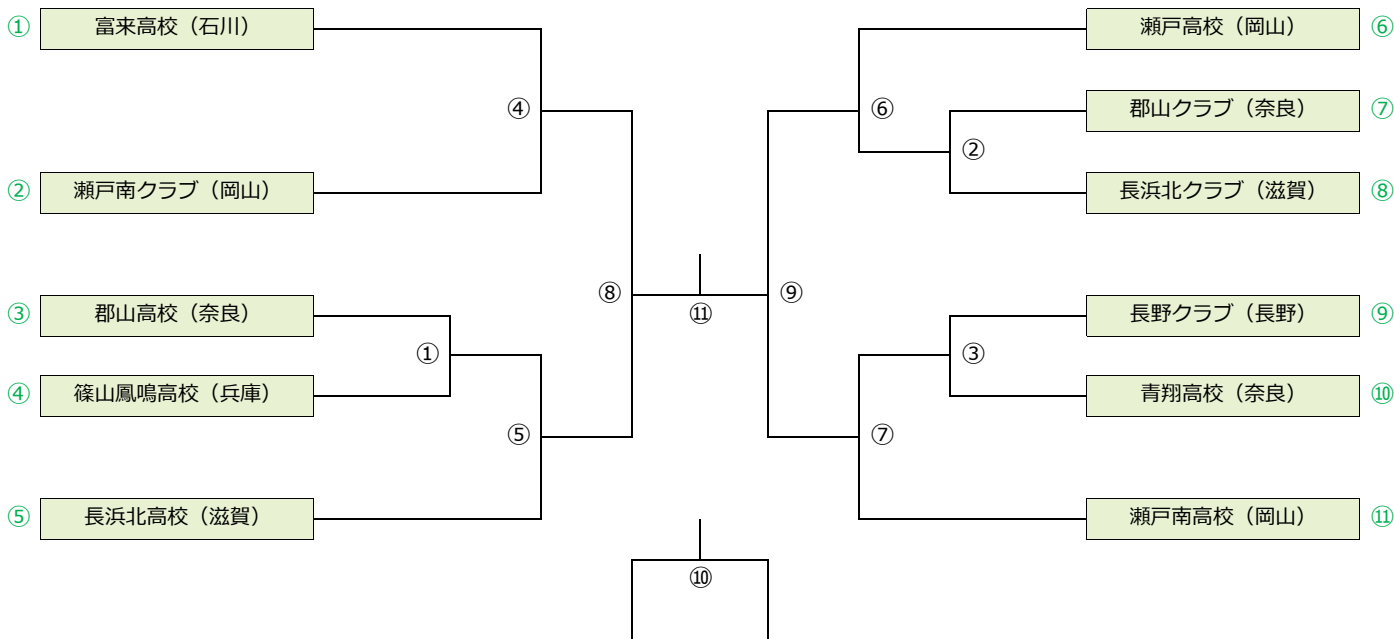 ① 富来高校（石川）
④
② 瀬戸南クラブ（岡山）
⑧
③ 郡山高校（奈良）
①
④ 篠山鳳鳴高校（兵庫）
⑤
⑤ 長浜北高校（滋賀）
⑪
⑩
瀬戸高校（岡山） ⑥
⑥
郡山クラブ（奈良） ⑦
②
長浜北クラブ（滋賀） ⑧
⑨
長野クラブ（長野） ⑨
③
青翔高校（奈良） ⑩
⑦
瀬戸南高校（岡山） ⑪